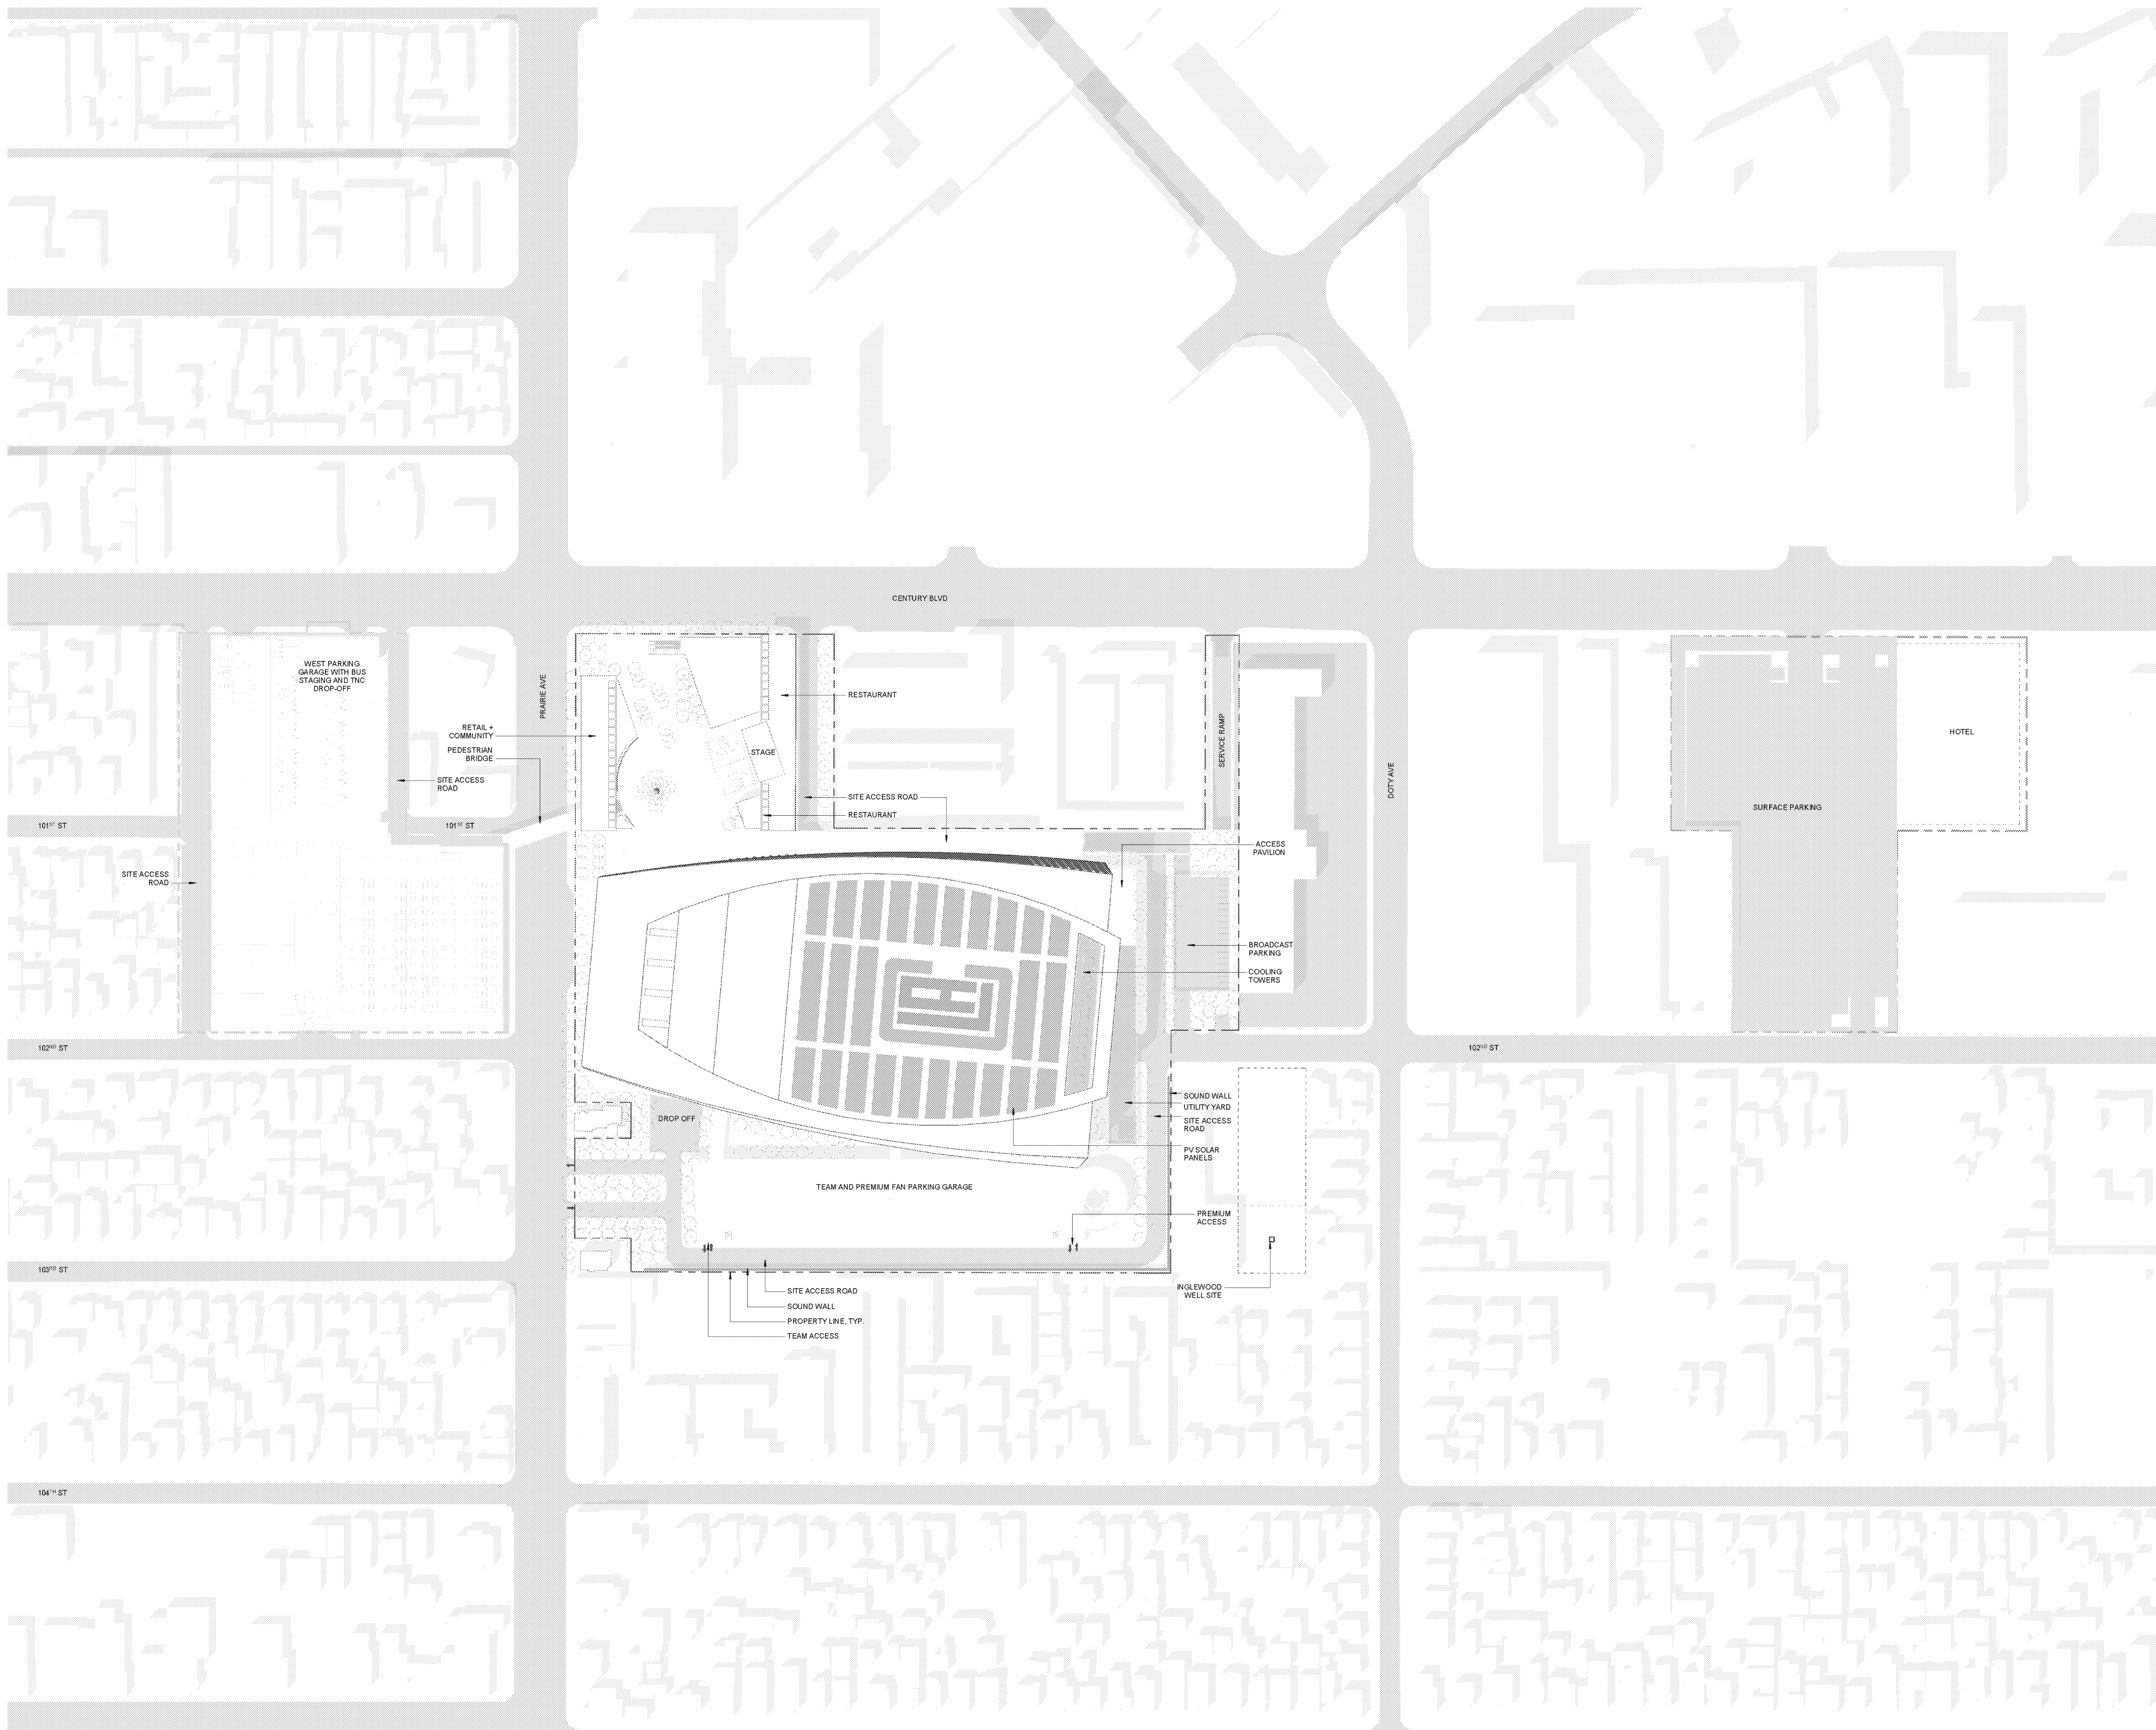 CENTURY BLVD
WEST PARKING
GARAGE WITH BUS
STAGING AND TNC
DROP-OFF
PRAIRIE AVE
RETAIL +
COMMUNITY
PEDESTRIAN
BRIDGE
SITE ACCESS
ROAD
101ST ST
101ST ST
SITE ACCESS
ROAD
RESTAURANT
STAGE
SITE ACCESS ROAD
RESTAURANT
SERVICE RAMP
DOTY AVE
HOTEL
SURFACE PARKING
ACCESS
PAVILION
BROADCAST
PARKING
COOLING
TOWERS
102ND ST
102ND ST
DROP OFF
SOUND WALL
UTILITY YARD
SITE ACCESS
ROAD
PV SOLAR
PANELS
TEAM AND PREMIUM FAN PARKING GARAGE
PREMIUM
ACCESS
103RD ST
INGLEWOOD
WELL SITE
SITE ACCESS ROAD
SOUND WALL
PROPERTY LINE, TYP.
TEAM ACCESS
104TH ST